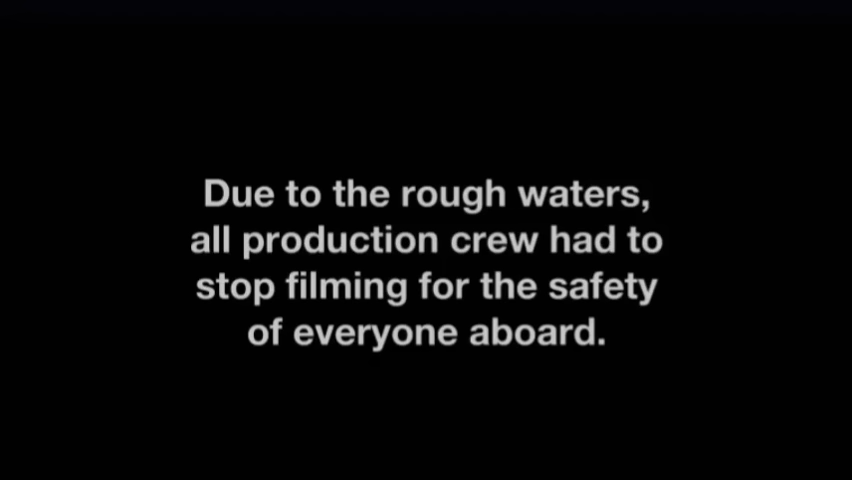 Due to the rough waters,
all production crew had to
stop filming for the safety
of everyone aboard.